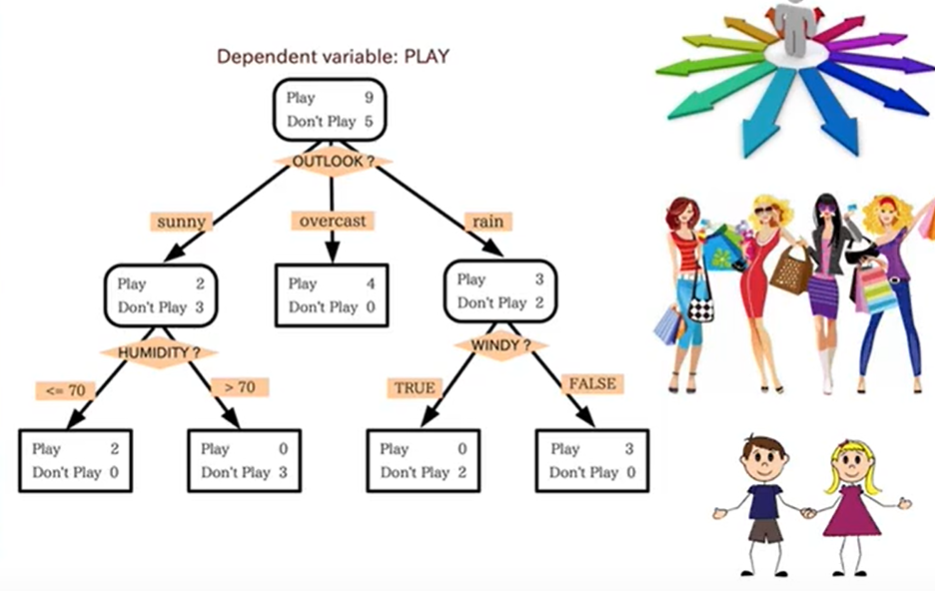 Dependent variable: PLAY
Play 9
Don't Play 5
OUTLOOK ?
sunny
overcast
rain
Play 2
Don't Play 3
Play 4
Don't Play 0
Play 3
Don't Play 2
HUMIDITY ?
WINDY ?
<= 70
> 70
TRUE
FALSE
Play 2
Don't Play 0
Play 0
Don't Play 3
Play 0
Don't Play 2
Play 3
Don't Play 0